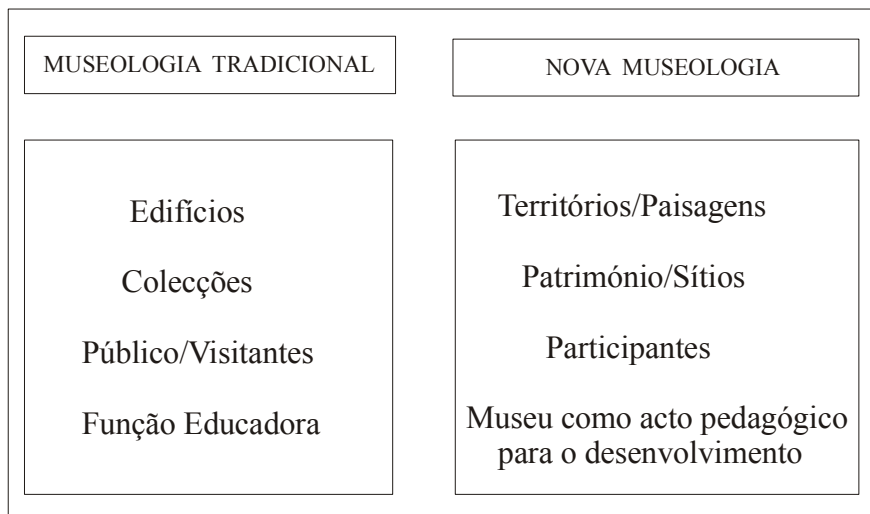 MUSEOLOGIA TRADICIONAL
Edifícios
Colecções
Público/Visitantes
Função Educadora
NOVA MUSEOLOGIA
Territórios/Paisagens
Património/Sítios
Participantes
Museu como acto pedagógico
para o desenvolvimento